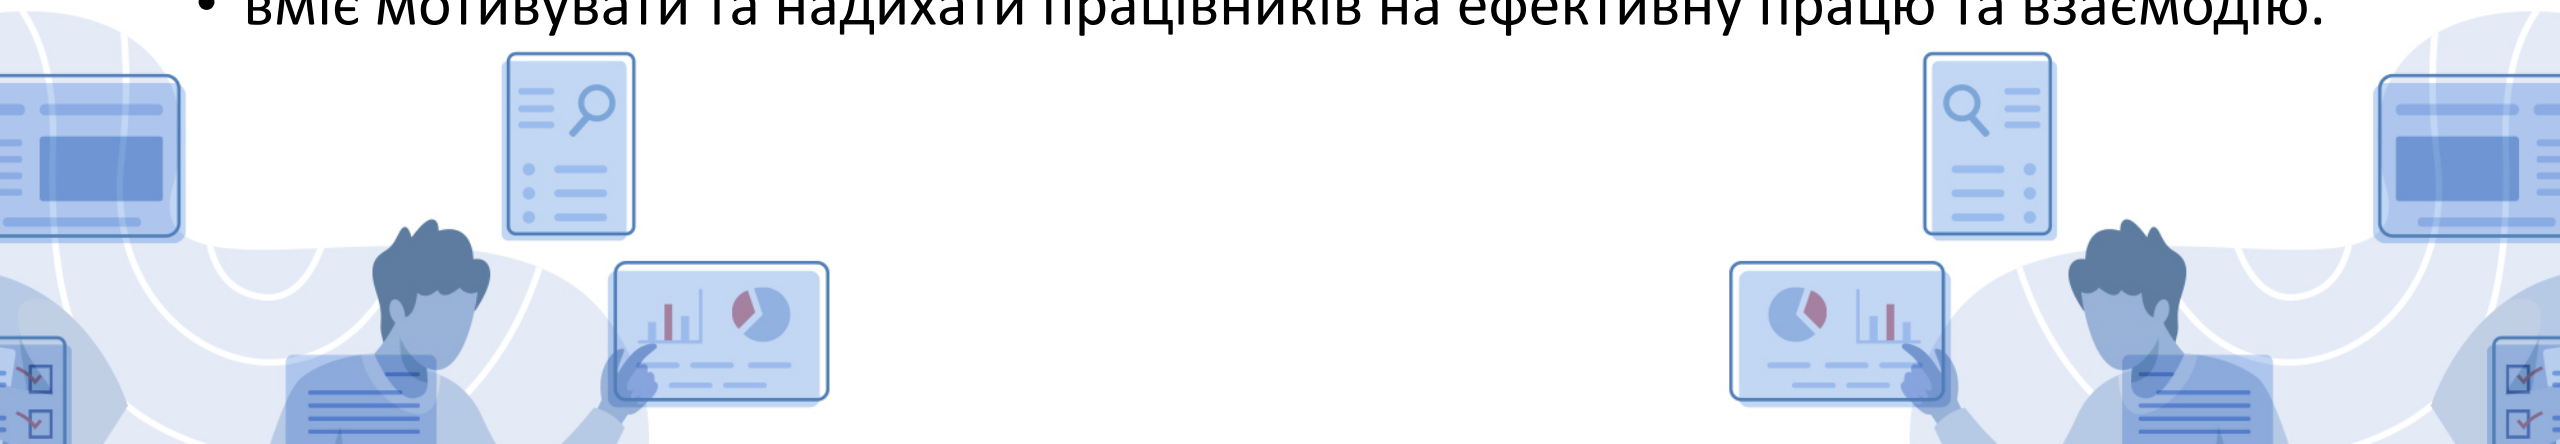 • вміє мотивувати та надихати працівників на ефективну працю та взаємодію.